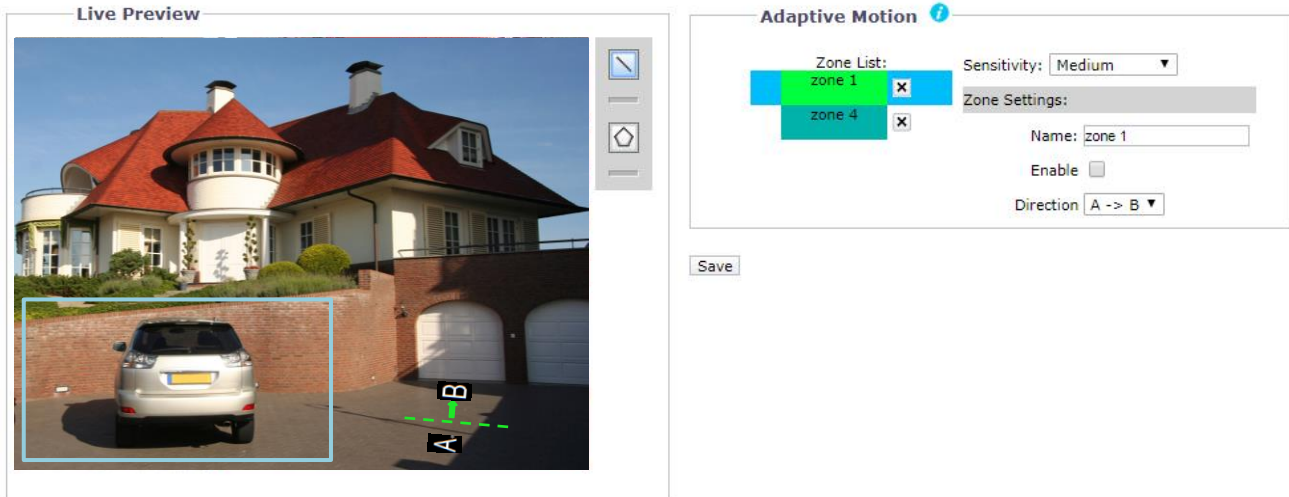 Live Preview
B
A
Adaptive Motion i
Zone List:
zone 1 x
zone 4 x
Sensitivity: Medium
Zone Settings:
Name: zone 1
Enable
Direction A -> B
Save